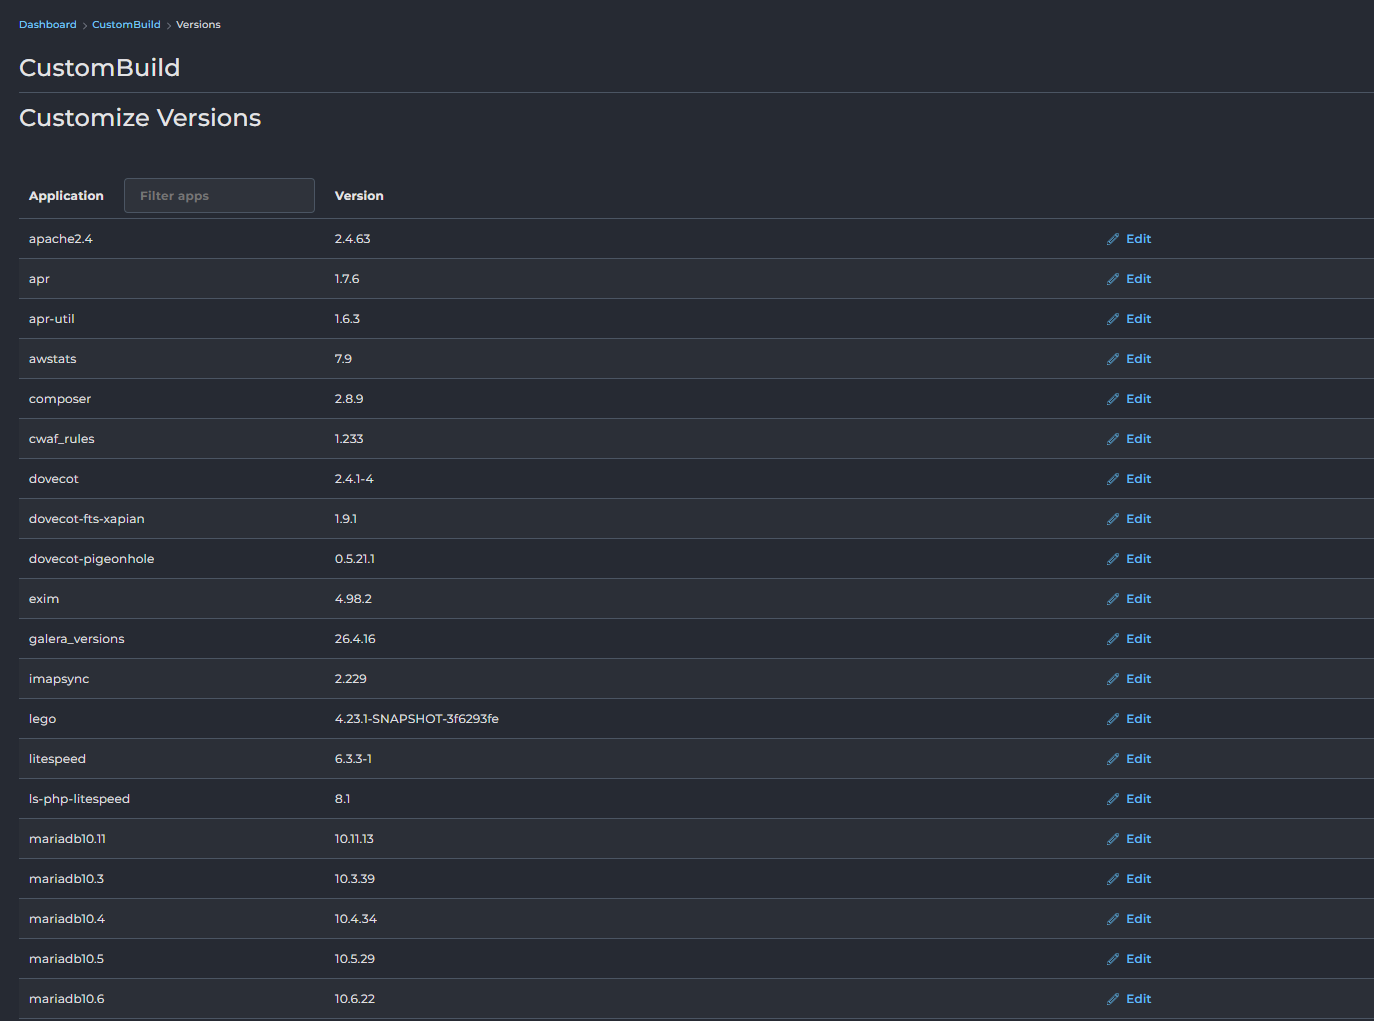 Dashboard > CustomBuild > Versions
CustomBuild
Customize Versions
Application Filter apps Version
apache2.4 2.4.63 Edit
apr 1.7.6 Edit
apr-util 1.6.3 Edit
awstats 7.9 Edit
composer 2.8.9 Edit
cwaf_rules 1.233 Edit
dovecot 2.4.1-4 Edit
dovecot-fts-xapian 1.9.1 Edit
dovecot-pigeonhole 0.5.21.1 Edit
exim 4.98.2 Edit
galera_versions 26.4.16 Edit
imapsync 2.229 Edit
lego 4.23.1-SNAPSHOT-3f6293fe Edit
litespeed 6.3.3-1 Edit
ls-php-litespeed 8.1 Edit
mariadb10.11 10.11.13 Edit
mariadb10.3 10.3.39 Edit
mariadb10.4 10.4.34 Edit
mariadb10.5 10.5.29 Edit
mariadb10.6 10.6.22 Edit